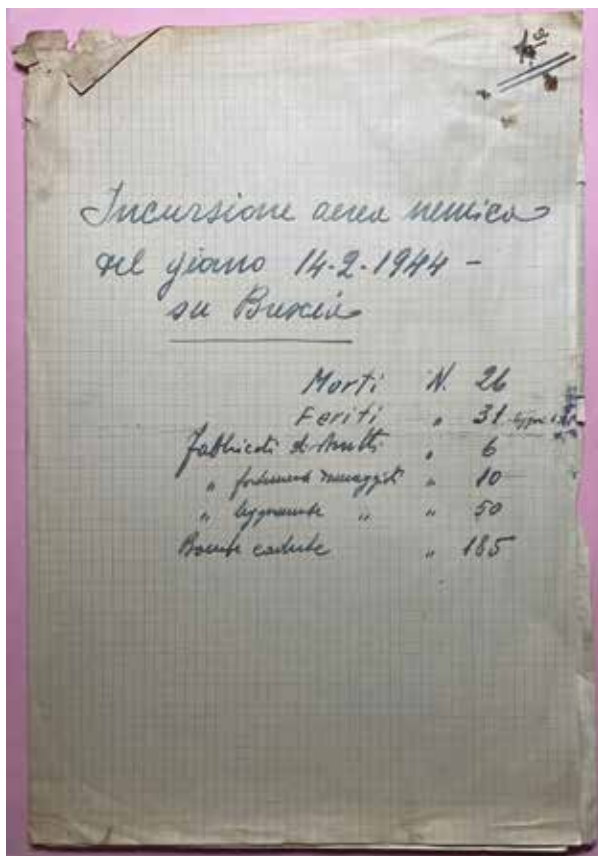 Incursione aerea nemica
del giorno 14-2-1944 -
su Brescia
Morti N. 26
Feriti " 31
Fabbricati distrutti " 6
" fortemente danneggiati " 10
" leggermente " " 50
Bombe cadute " 185